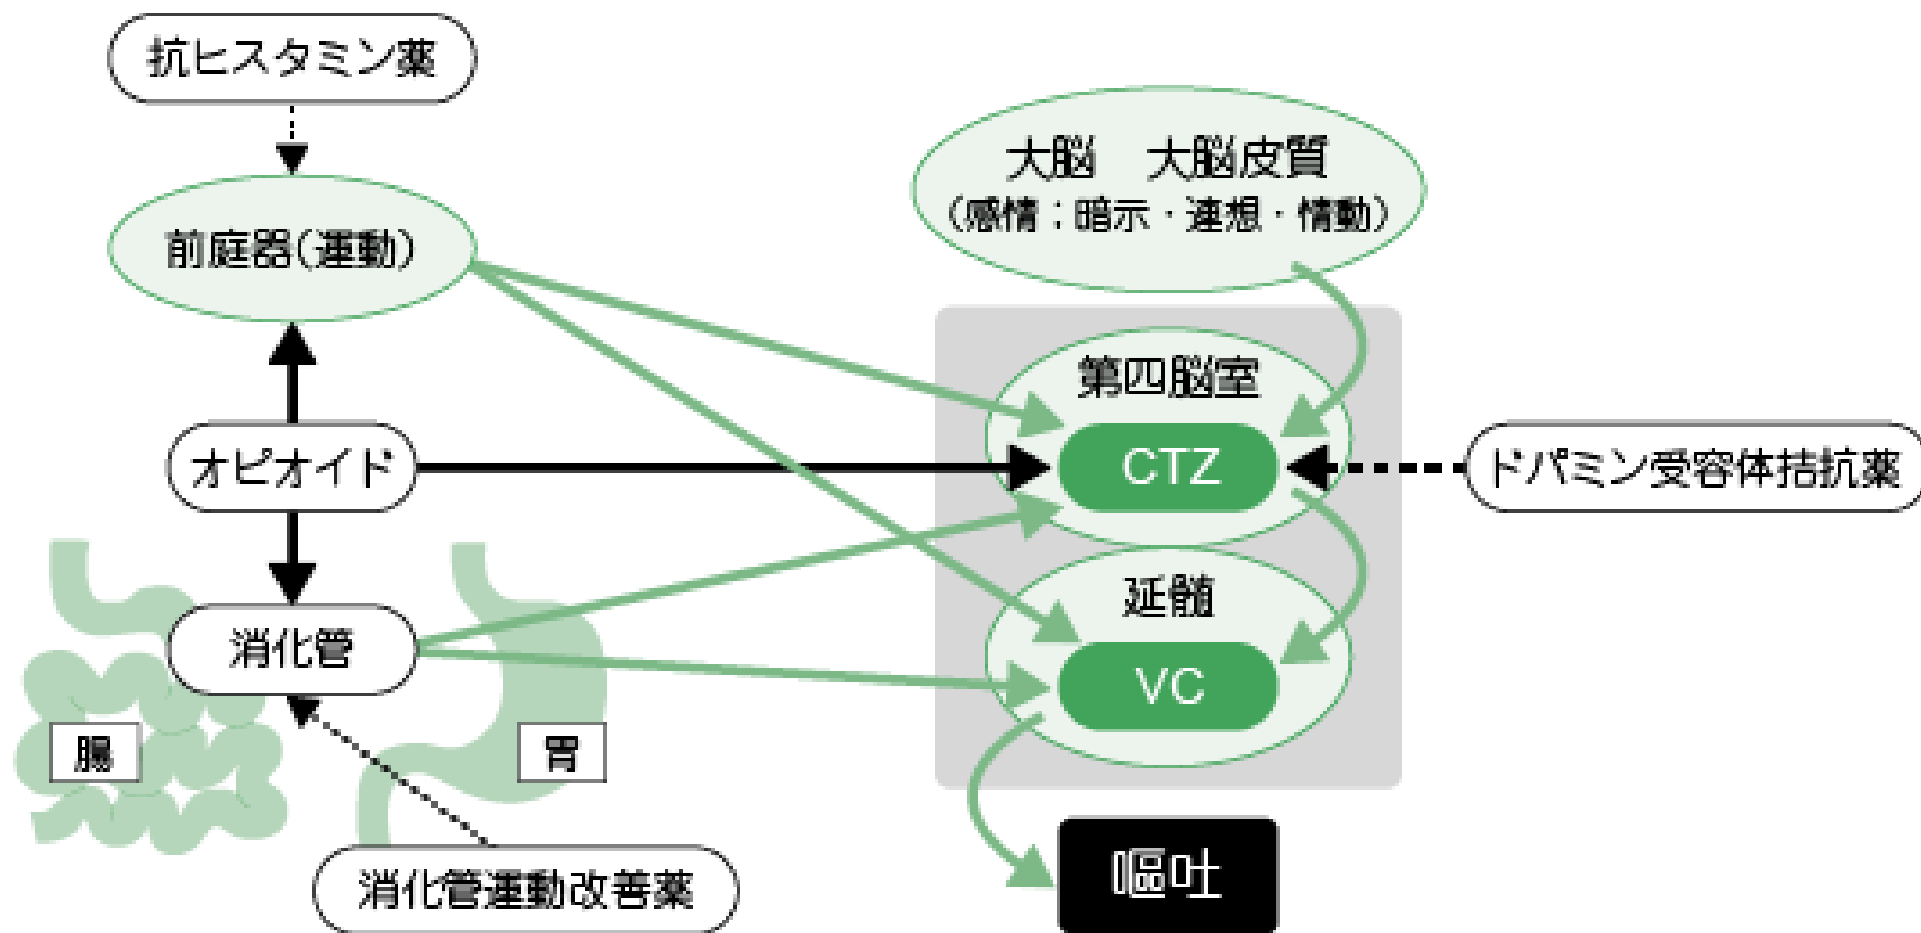 抗ヒスタミン薬
大脳 大脳皮質
(感情;暗示・連想・情動)
前庭器(運動)
第四脳室
オピオイド
CTZ
ドパミン受容体拮抗薬
延髄
消化管
VC
腸
胃
消化管運動改善薬
嘔吐